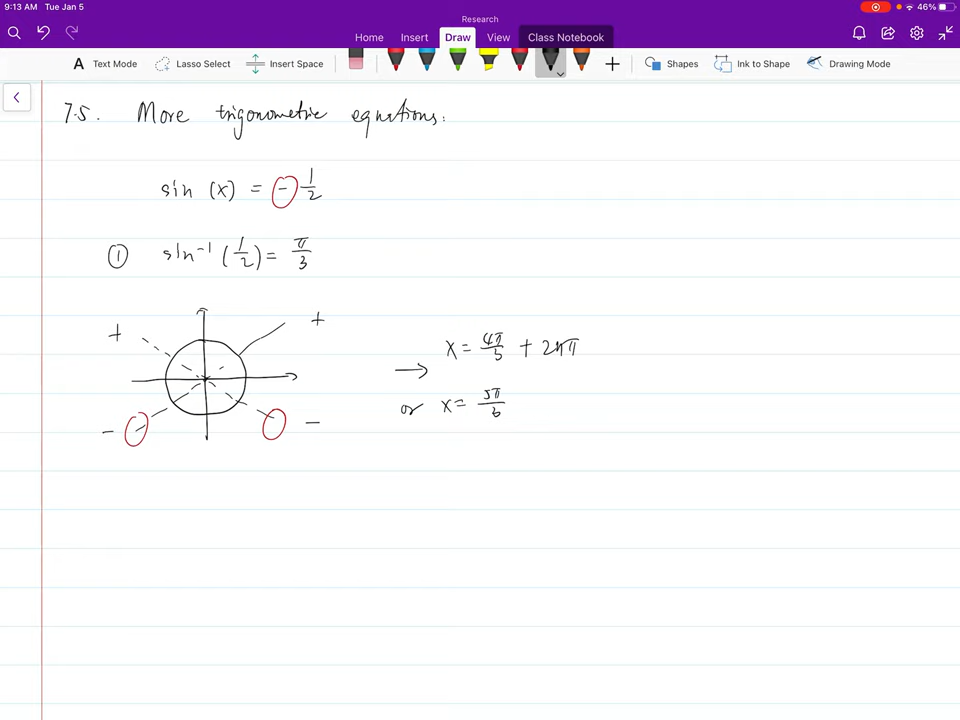 9:13 AM Tue Jan 5
46%
Research
Home Insert Draw View Class Notebook
A Text Mode Lasso Select Insert Space Shapes Ink to Shape Drawing Mode
7.5. More trigonometric equations.
sin (x) = - 1/2
① sin⁻¹ (1/2) = π/3
+ +
→ x = 4π/3 + 2nπ
or x = 5π/6
- -